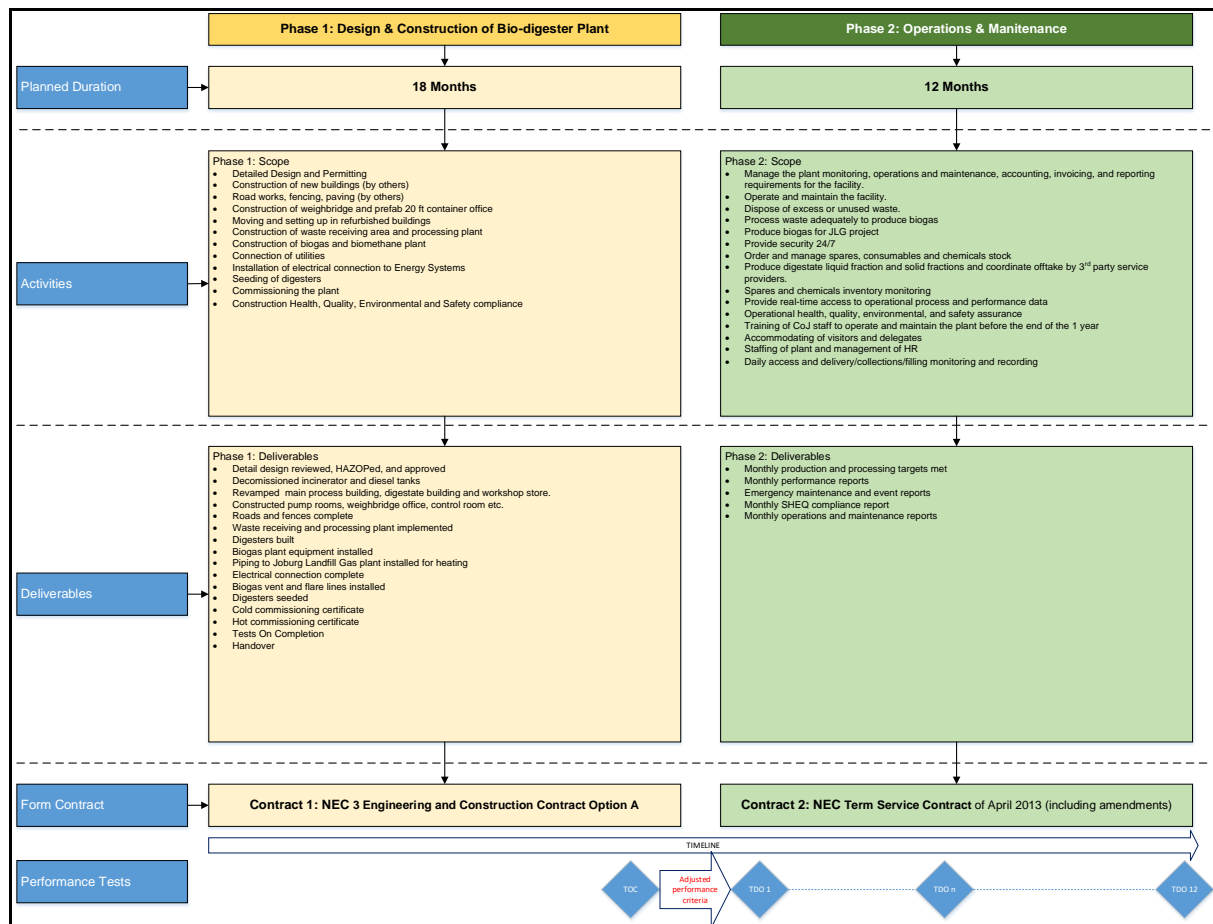 Phase 1: Design & Construction of Bio-digester Plant
Phase 2: Operations & Manitenance
Planned Duration
18 Months
12 Months
Activities
Phase 1: Scope
• Detailed Design and Permitting
• Construction of new buildings (by others)
• Road works, fencing, paving (by others)
• Construction of weighbridge and prefab 20 ft container office
• Moving and setting up in refurbished buildings
• Construction of waste receiving area and processing plant
• Construction of biogas and biomethane plant
• Connection of utilities
• Installation of electrical connection to Energy Systems
• Seeding of digesters
• Commissioning the plant
• Construction Health, Quality, Environmental and Safety compliance
Phase 2: Scope
• Manage the plant monitoring, operations and maintenance, accounting, invoicing, and reporting
requirements for the facility.
• Operate and maintain the facility.
• Dispose of excess or unused waste.
• Process waste adequately to produce biogas
• Produce biogas for JLG project
• Provide security 24/7
• Order and manage spares, consumables and chemicals stock
• Produce digestate liquid fraction and solid fractions and coordinate offtake by 3rd party service
providers.
• Spares and chemicals inventory monitoring
• Provide real-time access to operational process and performance data
• Operational health, quality, environmental, and safety assurance
• Training of CoJ staff to operate and maintain the plant before the end of the 1 year
• Accommodating of visitors and delegates
• Staffing of plant and management of HR
• Daily access and delivery/collections/filling monitoring and recording
Deliverables
Phase 1: Deliverables
• Detail design reviewed, HAZOPed, and approved
• Decomissioned incinerator and diesel tanks
• Revamped main process building, digestate building and workshop store.
• Constructed pump rooms, weighbridge office, control room etc.
• Roads and fences complete
• Waste receiving and processing plant implemented
• Digesters built
• Biogas plant equipment installed
• Piping to Joburg Landfill Gas plant installed for heating
• Electrical connection complete
• Biogas vent and flare lines installed
• Digesters seeded
• Cold commissioning certificate
• Hot commissioning certificate
• Tests On Completion
• Handover
Phase 2: Deliverables
• Monthly production and processing targets met
• Monthly performance reports
• Emergency maintenance and event reports
• Monthly SHEQ compliance report
• Monthly operations and maintenance reports
Form Contract
Contract 1: NEC 3 Engineering and Construction Contract Option A
Contract 2: NEC Term Service Contract of April 2013 (including amendments)
TIMELINE
Performance Tests
TOC
Adjusted
performance
criteria
TDO 1
TDO n
TDO 12